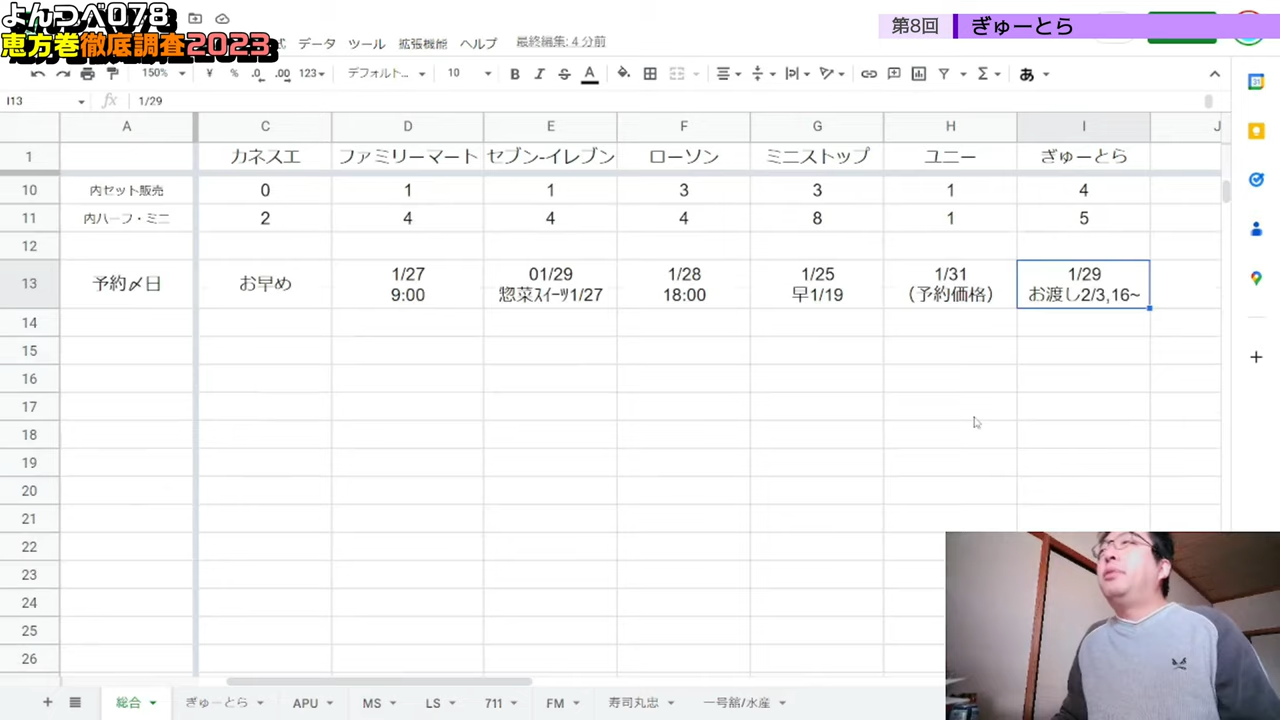 よんつべ078
恵方巻徹底調査2023
第8回 ぎゅーとら
データ ツール 拡張機能 ヘルプ 最終編集: 4 分前
150% ¥ % .0 .00 123 デフォルト... 10 B I S A あ
I13 fx 1/29
A C D E F G H I J
1 カネスエ ファミリーマート セブン-イレブン ローソン ミニストップ ユニー ぎゅーとら
10 内セット販売 0 1 1 3 3 1 4
11 内ハーフ・ミニ 2 4 4 4 8 1 5
12
13 予約〆日 お早め 1/27 01/29 1/28 1/25 1/31 1/29
9:00 惣菜スイーツ1/27 18:00 早1/19 (予約価格) お渡し2/3,16~
14
15
16
17
18
19
20
21
22
23
24
25
26
総合 ぎゅーとら APU MS LS 711 FM 寿司丸忠 一号舘/水産